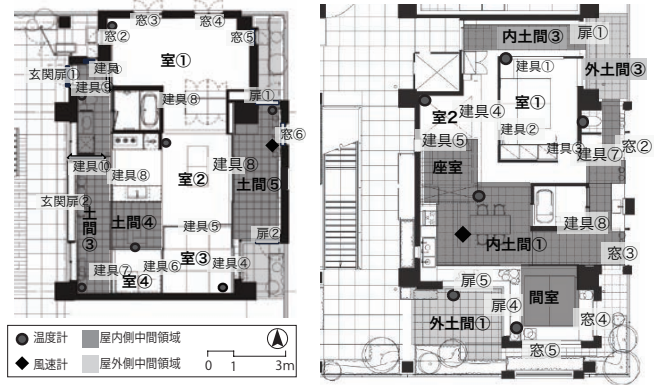 窓③ 窓④
窓② 窓⑤
室①
建具
玄関扉①
建具⑨
建具⑧
扉①
窓⑥
建具⑩
建具⑧
室②
建具⑧
土間⑤
玄関扉②
土間③
土間④
建具⑤
扉②
建具⑦ 建具⑥ 室③ 建具④
室④
温度計 屋内側中間領域
風速計 屋外側中間領域
0 1 3m
内土間③ 扉①
建具① 外土間③
室①
室2 建具④
建具② 建具③
建具⑤ 建具⑦ 窓②
座室
建具⑧
内土間①
窓③
扉⑤
間室
外土間① 扉④ 窓④
窓⑤